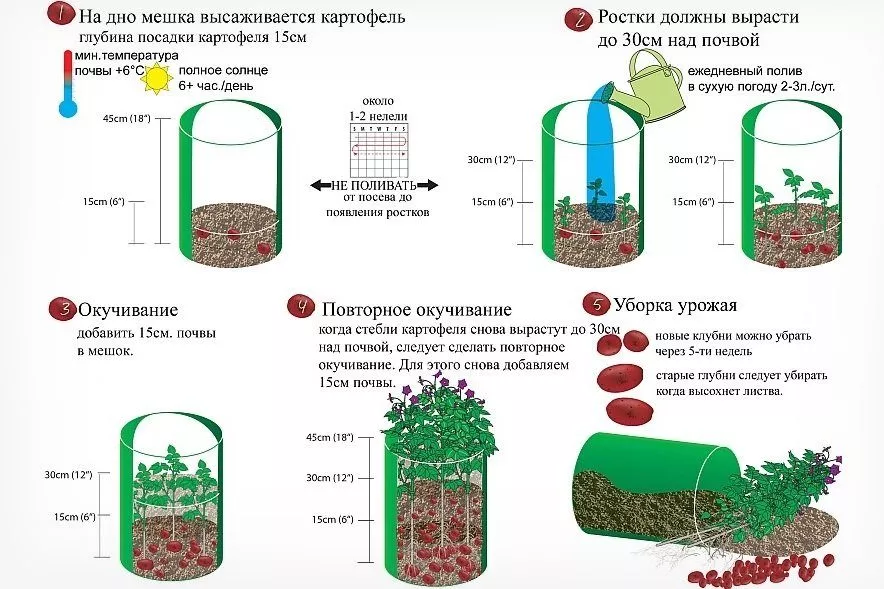 1 На дно мешка высаживается картофель
глубина посадки картофеля 15см
мин.температура
почвы +6°С
полное солнце
6+ час./день
45cm (18")
15cm (6")
около
1-2 нелели
S M T W T F S
НЕ ПОЛИВАТЬ
от посева до
появления ростков
2 Ростки должны вырасти
до 30см над почвой
ежедневный полив
в сухую погоду 2-3л./сут.
30cm (12")
15cm (6")
30cm (12")
15cm (6")
3 Окучивание
добавить 15см. почвы
в мешок.
30cm (12")
15cm (6")
4 Повторное окучивание
когда стебли картофеля снова вырастут до 30см
над почвой, следует сделать повторное
окучивание. Для этого снова добавляем
15см почвы.
45cm (18")
30cm (12")
15cm (6")
5 Уборка урожая
новые клубни можно убрать
через 5-ти недель
старые глубни следует убирать
когда высохнет листва.